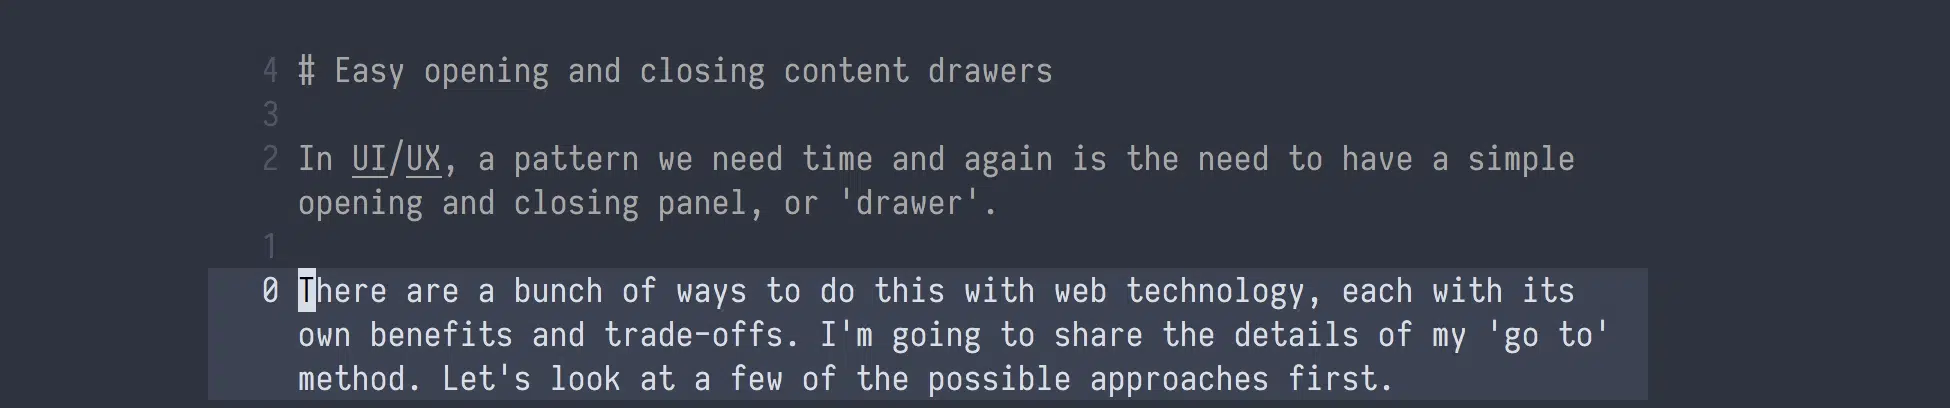 4 # Easy opening and closing content drawers
3
2 In UI/UX, a pattern we need time and again is the need to have a simple
opening and closing panel, or 'drawer'.
1
0 There are a bunch of ways to do this with web technology, each with its
own benefits and trade-offs. I'm going to share the details of my 'go to'
method. Let's look at a few of the possible approaches first.